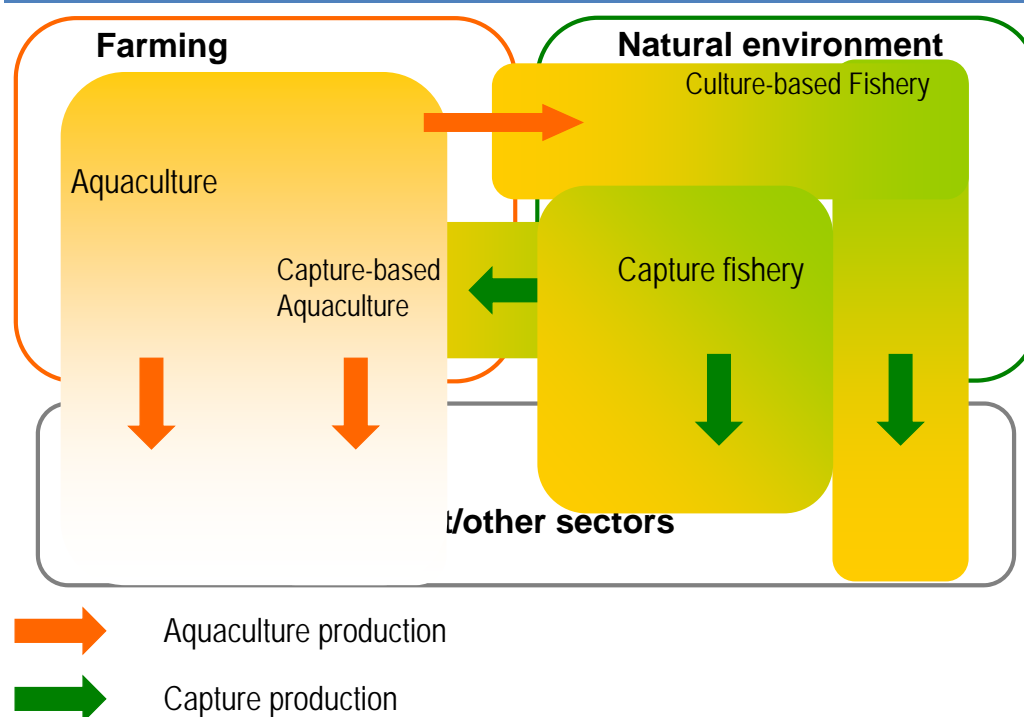 Farming
Natural environment
Culture-based Fishery
Aquaculture
Capture-based
Aquaculture
Capture fishery
t/other sectors
Aquaculture production
Capture production